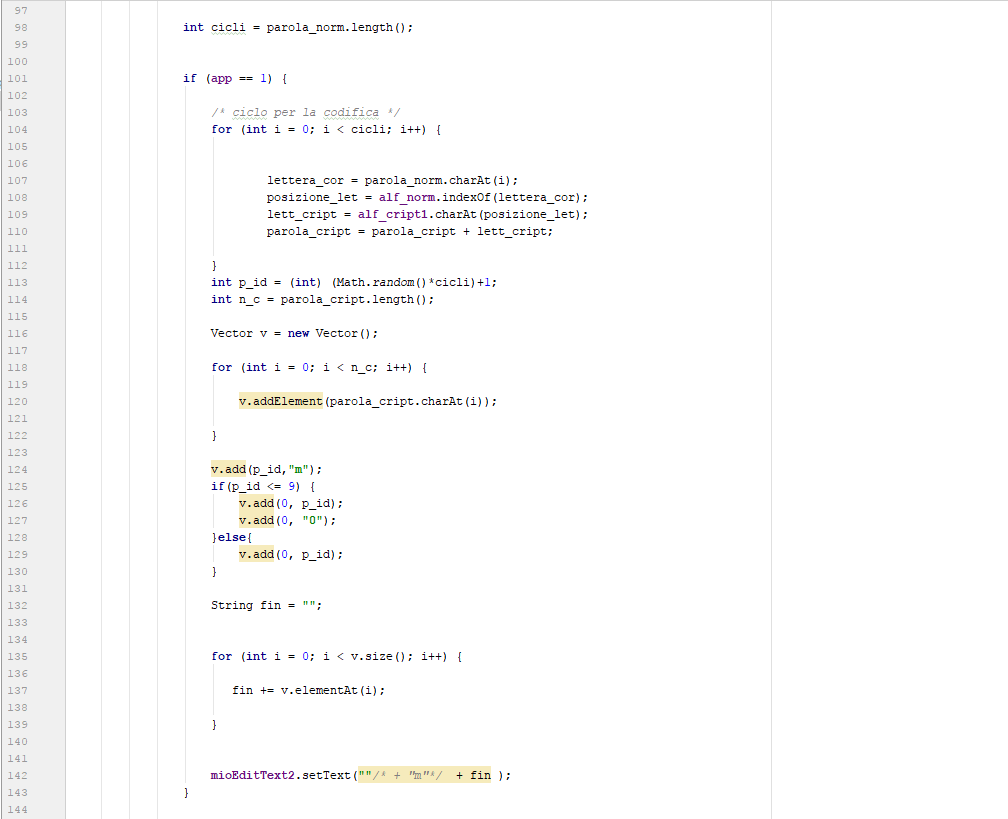 97
98 int cicli = parola_norm.length();
99
100
101 if (app == 1) {
102
103 /* ciclo per la codifica */
104 for (int i = 0; i < cicli; i++) {
105
106
107 lettera_cor = parola_norm.charAt(i);
108 posizione_let = alf_norm.indexOf(lettera_cor);
109 lett_cript = alf_cript1.charAt(posizione_let);
110 parola_cript = parola_cript + lett_cript;
111
112 }
113 int p_id = (int) (Math.random()*cicli)+1;
114 int n_c = parola_cript.length();
115
116 Vector v = new Vector();
117
118 for (int i = 0; i < n_c; i++) {
119
120 v.addElement(parola_cript.charAt(i));
121
122 }
123
124 v.add(p_id,"m");
125 if(p_id <= 9) {
126 v.add(0, p_id);
127 v.add(0, "0");
128 }else{
129 v.add(0, p_id);
130 }
131
132 String fin = "";
133
134
135 for (int i = 0; i < v.size(); i++) {
136
137 fin += v.elementAt(i);
138
139 }
140
141
142 mioEditText2.setText(""/* + "m"*/ + fin );
143 }
144